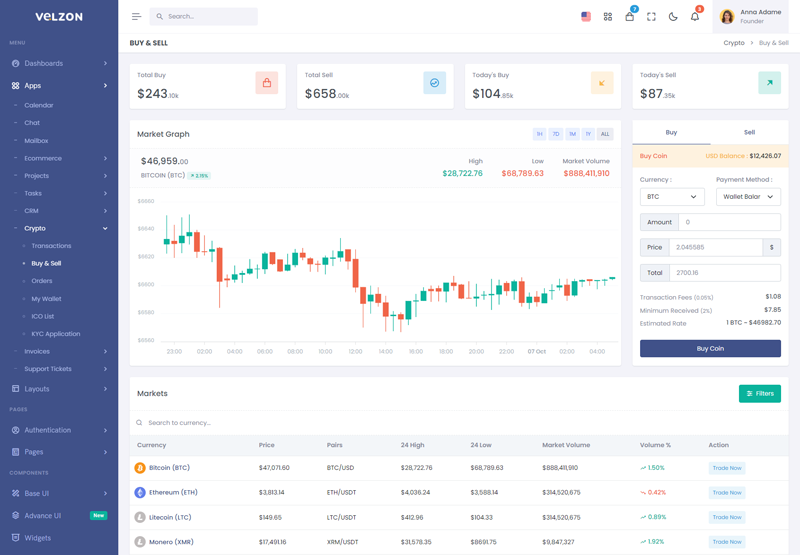 VELZON
Search...
7
3
Anna Adame
Founder
MENU
Dashboards
Apps
Calendar
Chat
Mailbox
Ecommerce
Projects
Tasks
CRM
Crypto
Transactions
Buy & Sell
Orders
My Wallet
ICO List
KYC Application
Invoices
Support Tickets
Layouts
PAGES
Authentication
Pages
COMPONENTS
Base UI
Advance UI New
Widgets
BUY & SELL
Crypto > Buy & Sell
Total Buy
$243.10k
Total Sell
$658.00k
Today's Buy
$104.85k
Today's Sell
$87.35k
Market Graph
1H 7D 1M 1Y ALL
$46,959.00
BITCOIN (BTC) 2.15%
High
$28,722.76
Low
$68,789.63
Market Volume
$888,411,910
$6660
$6640
$6620
$6600
$6580
$6560
23:00 02:00 04:00 06:00 08:00 10:00 12:00 14:00 16:00 18:00 20:00 22:00 07 Oct 02:00 04:00
Buy Sell
Buy Coin USD Balance : $12,426.07
Currency : Payment Method :
BTC Wallet Balar
Amount 0
Price 2.045585 $
Total 2700.16
Transaction Fees (0.05%) $1.08
Minimum Received (2%) $7.85
Estimated Rate 1 BTC ~ $46982.70
Buy Coin
Markets
Filters
Search to currency...
Currency Price Pairs 24 High 24 Low Market Volume Volume % Action
Bitcoin (BTC) $47,071.60 BTC/USD $28,722.76 $68,789.63 $888,411,910 1.50% Trade Now
Ethereum (ETH) $3,813.14 ETH/USDT $4,036.24 $3,588.14 $314,520,675 0.42% Trade Now
Litecoin (LTC) $149.65 LTC/USDT $412.96 $104.33 $314,520,675 0.89% Trade Now
Monero (XMR) $17,491.16 XRM/USDT $31,578.35 $8691.75 $9,847,327 1.92% Trade Now